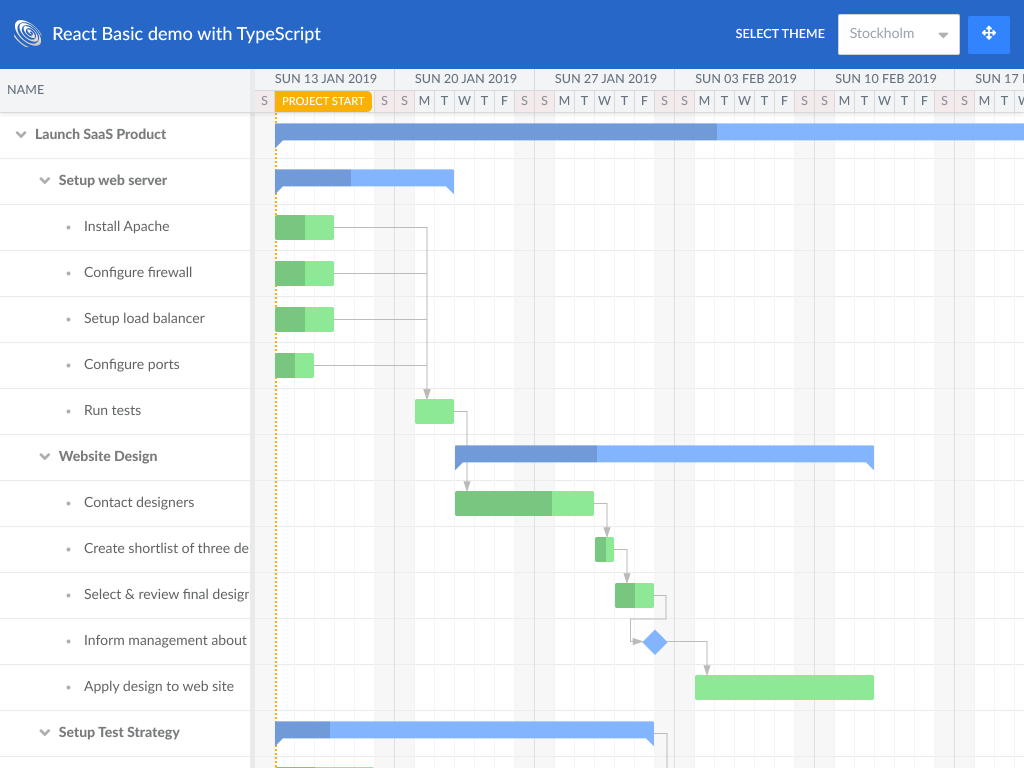 React Basic demo with TypeScript
SELECT THEME
Stockholm
NAME
SUN 13 JAN 2019 SUN 20 JAN 2019 SUN 27 JAN 2019 SUN 03 FEB 2019 SUN 10 FEB 2019 SUN 17
S PROJECT START S S M T W T F S S M T W T F S S M T W T F S S M T W T F S S M T W
Launch SaaS Product
Setup web server
Install Apache
Configure firewall
Setup load balancer
Configure ports
Run tests
Website Design
Contact designers
Create shortlist of three de
Select & review final desigr
Inform management about
Apply design to web site
Setup Test Strategy